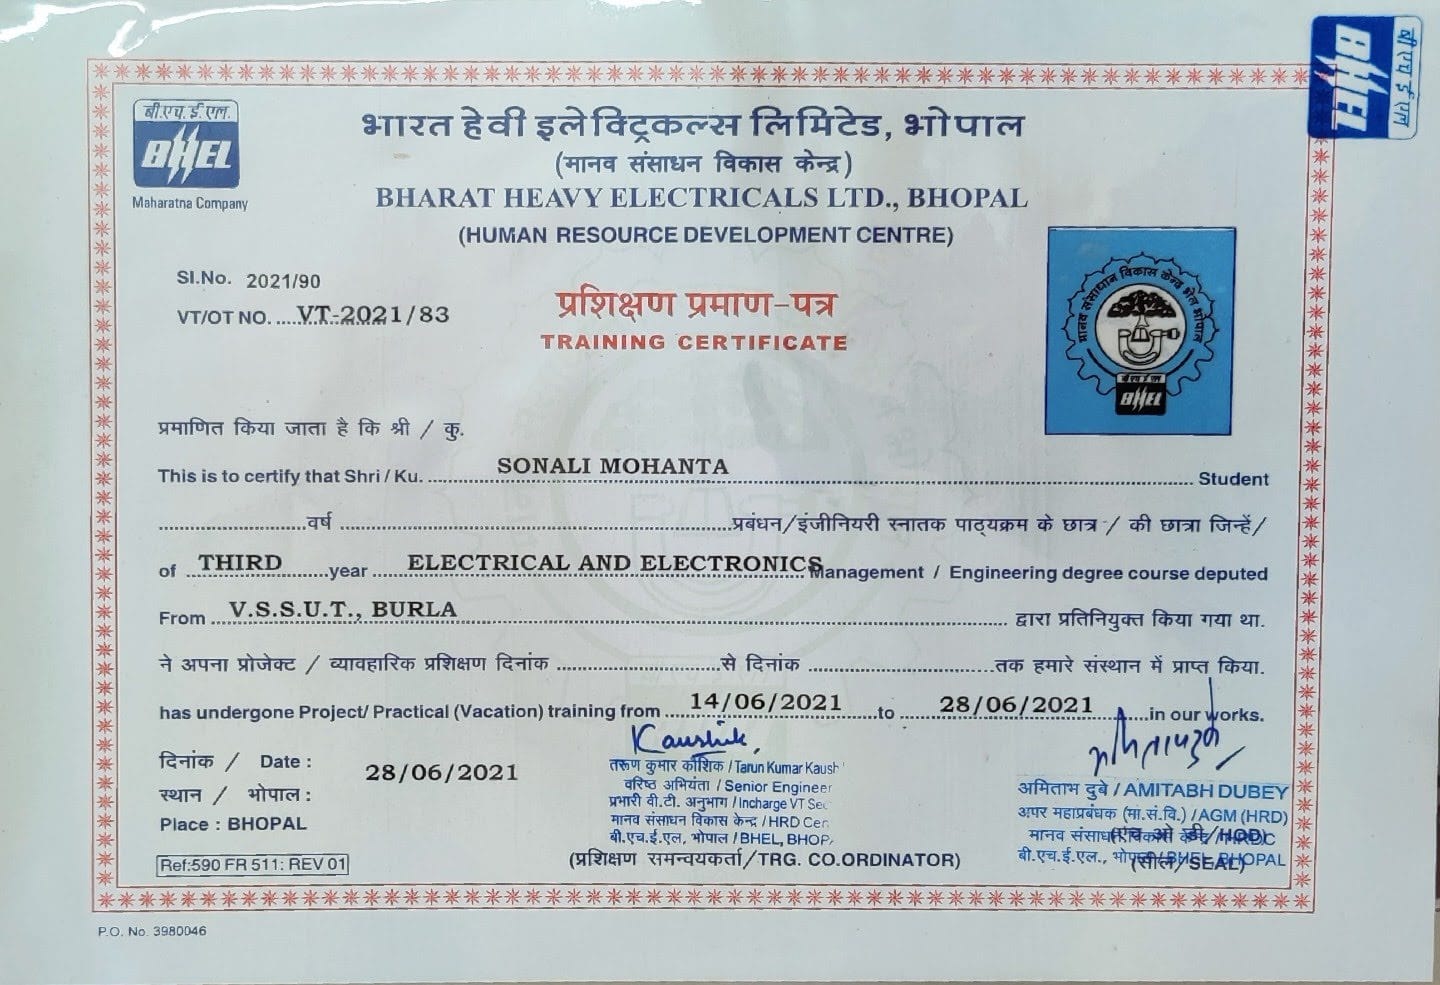 बी.एच.ई.एल.
BHEL
Maharatna Company
बी एच ई एल
BHEL
भारत हेवी इलेक्ट्रिकल्स लिमिटेड, भोपाल
(मानव संसाधन विकास केन्द्र)
BHARAT HEAVY ELECTRICALS LTD., BHOPAL
(HUMAN RESOURCE DEVELOPMENT CENTRE)
SI.No. 2021/90
VT/OT NO. ....VT-2021/83
प्रशिक्षण प्रमाण-पत्र
TRAINING CERTIFICATE
मानव संसाधान विकास केन्द्र भेल भोपाल
बी एच ई एल
BHEL
प्रमाणित किया जाता है कि श्री / कु.
This is to certify that Shri / Ku. SONALI MOHANTA Student
वर्ष प्रबंधन/इंजीनियरी स्नातक पाठ्यक्रम के छात्र / की छात्रा जिन्हें/
of THIRD year ELECTRICAL AND ELECTRONICS Management / Engineering degree course deputed
From V.S.S.U.T., BURLA द्वारा प्रतिनियुक्त किया गया था.
ने अपना प्रोजेक्ट / व्यावहारिक प्रशिक्षण दिनांक से दिनांक तक हमारे संस्थान में प्राप्त किया.
has undergone Project/ Practical (Vacation) training from 14/06/2021 to 28/06/2021 in our works.
दिनांक / Date : 28/06/2021
स्थान / भोपाल :
Place : BHOPAL
Ref:590 FR 511: REV 01
Kaushik
तरूण कुमार कौशिक / Tarun Kumar Kaush
वरिष्ठ अभियंता / Senior Engineer
प्रभारी वी.टी. अनुभाग / Incharge VT Sec
मानव संसाधन विकास केन्द्र / HRD Cen
बी.एच.ई.एल, भोपाल / BHEL, BHOP
(प्रशिक्षण समन्वयकर्ता/TRG. CO.ORDINATOR)
अमिताभ दुबे / AMITABH DUBEY
अपर महाप्रबंधक (मा.सं.वि.) / AGM (HRD)
मानव संसाधन विकास केन्द्र / HRDC
(एच ओ डी/HOD)
बी.एच.ई.एल., भोपाल / BHEL, BHOPAL
(सील/ SEAL)
P.O. No. 3980046